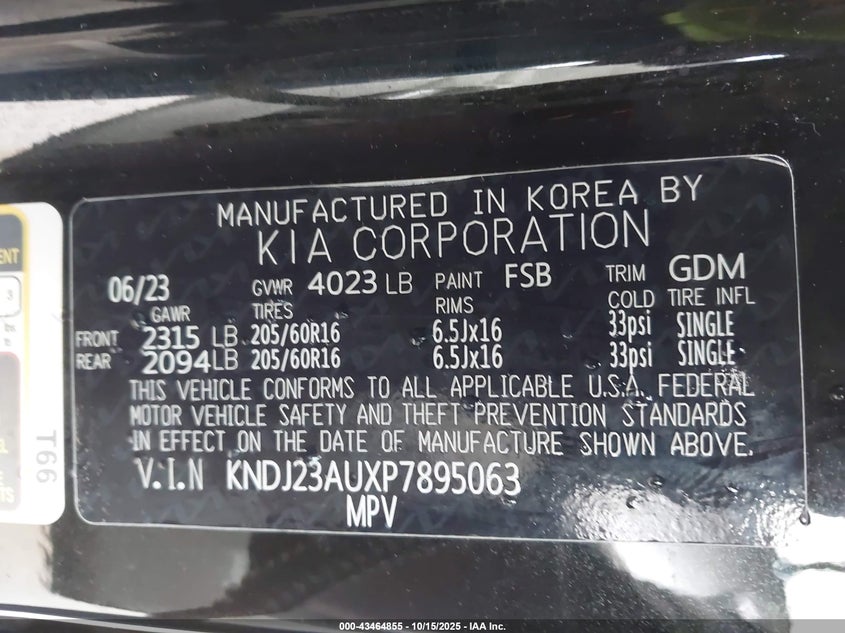 MANUFACTURED IN KOREA BY
KIA CORPORATION
06/23 GVWR 4023 LB PAINT FSB TRIM GDM
GAWR TIRES RIMS COLD TIRE INFL
FRONT 2315 LB 205/60R16 6.5Jx16 33psi SINGLE
REAR 2094 LB 205/60R16 6.5Jx16 33psi SINGLE
THIS VEHICLE CONFORMS TO ALL APPLICABLE U.S.A. FEDERAL
MOTOR VEHICLE SAFETY AND THEFT PREVENTION STANDARDS
IN EFFECT ON THE DATE OF MANUFACTURE SHOWN ABOVE.
V.I.N KNDJ23AUXP7895063
MPV
T66
000-43464855 - 10/15/2025 - IAA Inc.